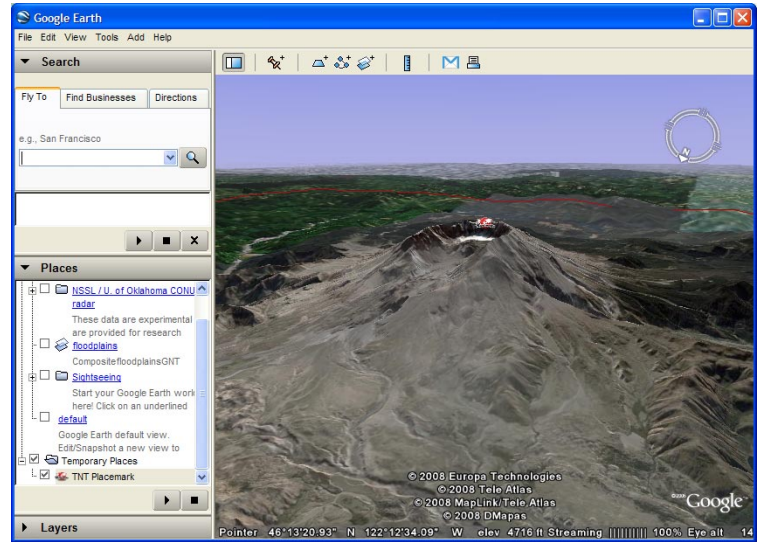 Google Earth
File Edit View Tools Add Help
Search
Fly To Find Businesses Directions
e.g., San Francisco
Places
NSSL / U. of Oklahoma CONU
radar
These data are experimental
are provided for research
floodplains
CompositefloodplainsGNT
Sightseeing
Start your Google Earth work
here! Click on an underlined
default
Google Earth default view.
Edit/Snapshot a new view to
Temporary Places
TNT Placemark
Layers
N
© 2008 Europa Technologies
© 2008 Tele Atlas
© 2008 MapLink/Tele Atlas
© 2008 DMapas
©2008 Google
Pointer 46°13'20.93" N 122°12'34.09" W elev 4716 ft Streaming ||||||||| 100% Eye alt 14